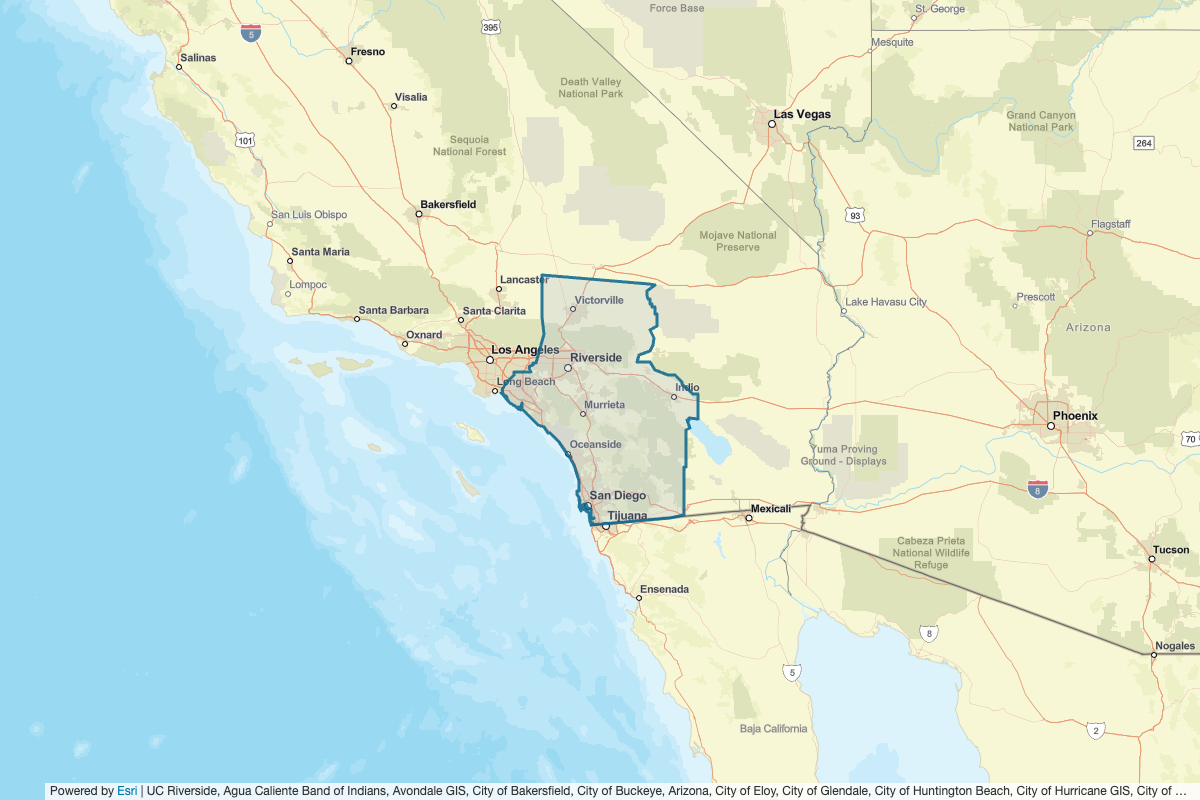 Force Base
St. George
395
5
Mesquite
Salinas
Fresno
Death Valley
National Park
Visalia
Las Vegas
Grand Canyon
National Park
101
Sequoia
National Forest
264
Bakersfield
San Luis Obispo
93
Flagstaff
Mojave National
Preserve
Santa Maria
Lancaster
Lompoc
Victorville
Lake Havasu City
Prescott
Santa Barbara
Santa Clarita
Arizona
Oxnard
Los Angeles
Riverside
Long Beach
Indio
Murrieta
Phoenix
Oceanside
70
Yuma Proving
Ground - Displays
San Diego
8
Tijuana
Mexicali
Cabeza Prieta
National Wildlife
Refuge
Tucson
Ensenada
8
Nogales
5
Baja California
2
Powered by Esri | UC Riverside, Agua Caliente Band of Indians, Avondale GIS, City of Bakersfield, City of Buckeye, Arizona, City of Eloy, City of Glendale, City of Huntington Beach, City of Hurricane GIS, City of ...